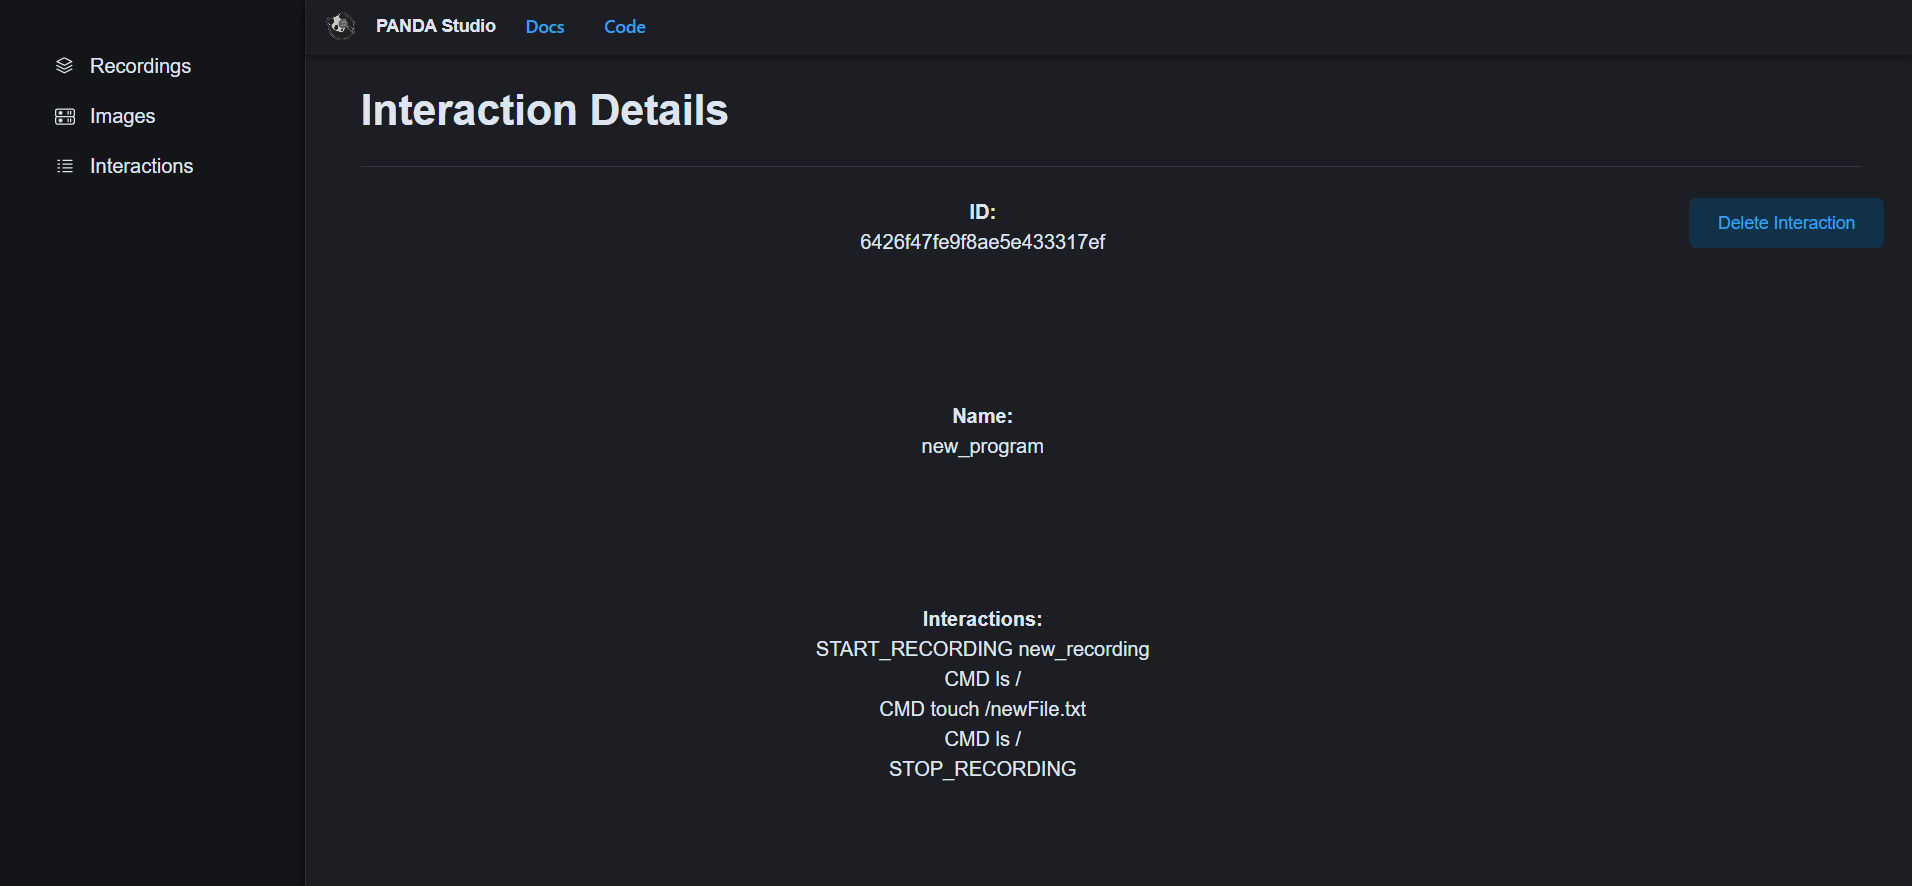 Recordings
Images
Interactions
PANDA Studio Docs Code
Interaction Details
ID:
6426f47fe9f8ae5e433317ef
Delete Interaction
Name:
new_program
Interactions:
START_RECORDING new_recording
CMD ls /
CMD touch /newFile.txt
CMD ls /
STOP_RECORDING